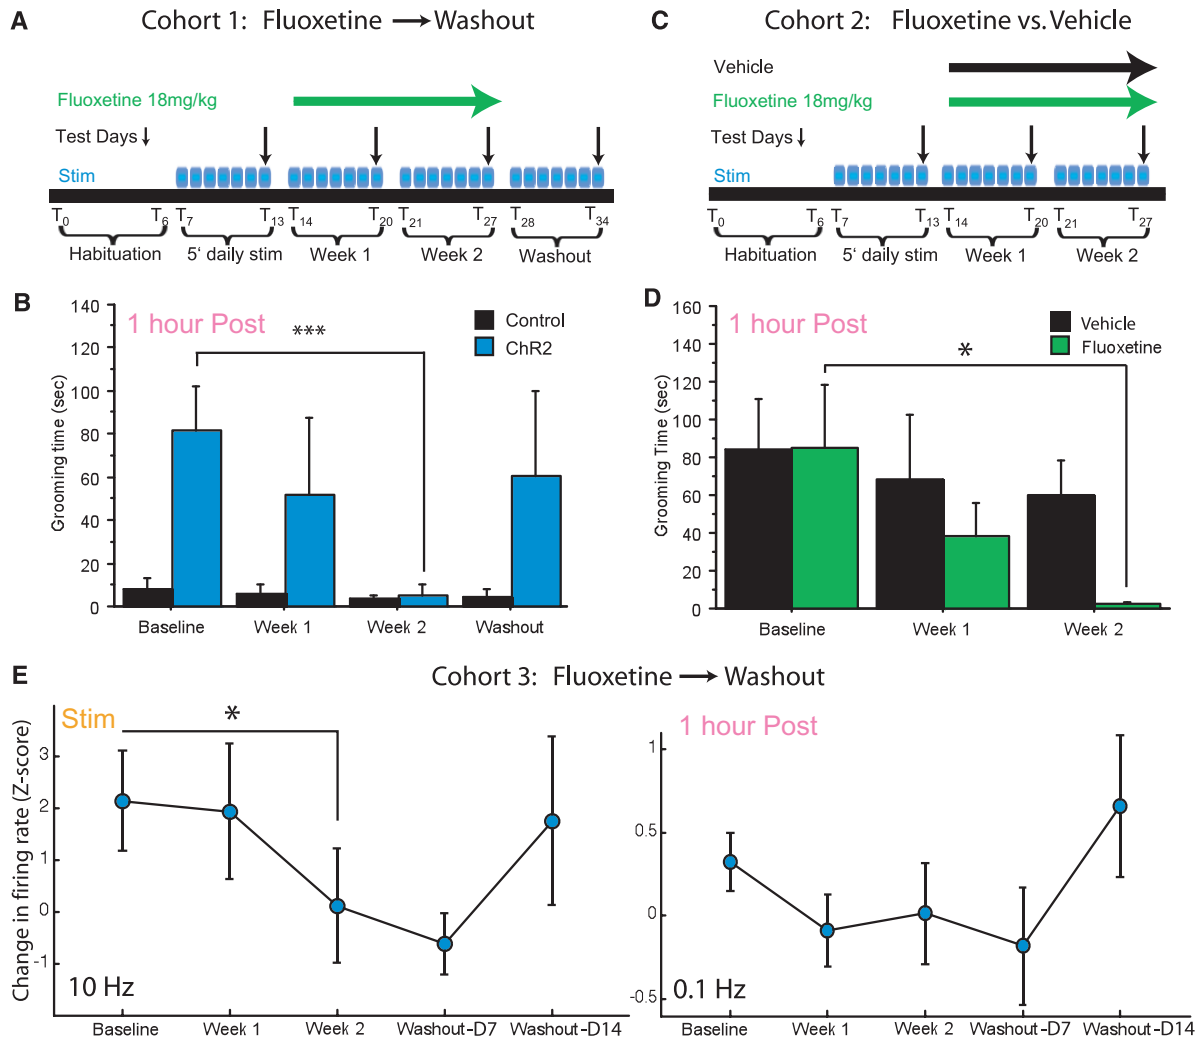 A
Cohort 1: Fluoxetine → Washout
Fluoxetine 18mg/kg
Test Days ↓
Stim
T0 T6 T7 T13 T14 T20 T21 T27 T28 T34
Habituation 5' daily stim Week 1 Week 2 Washout
C
Cohort 2: Fluoxetine vs. Vehicle
Vehicle
Fluoxetine 18mg/kg
Test Days ↓
Stim
T0 T6 T7 T13 T14 T20 T21 T27
Habituation 5' daily stim Week 1 Week 2
B
1 hour Post
***
Control
ChR2
Grooming time (sec)
140
120
100
80
60
40
20
0
Baseline Week 1 Week 2 Washout
D
1 hour Post
*
Vehicle
Fluoxetine
Grooming Time (sec)
160
140
120
100
80
60
40
20
0
Baseline Week 1 Week 2
E
Cohort 3: Fluoxetine → Washout
Stim
*
Change in firing rate (Z-score)
3
2
1
0
-1
10 Hz
Baseline Week 1 Week 2 Washout-D7 Washout-D14
1 hour Post
1
0.5
0
-0.5
0.1 Hz
Baseline Week 1 Week 2 Washout-D7 Washout-D14